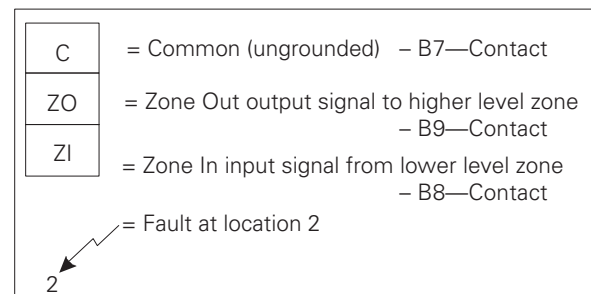 C = Common (ungrounded) – B7—Contact
ZO = Zone Out output signal to higher level zone
– B9—Contact
ZI = Zone In input signal from lower level zone
– B8—Contact
= Fault at location 2
2